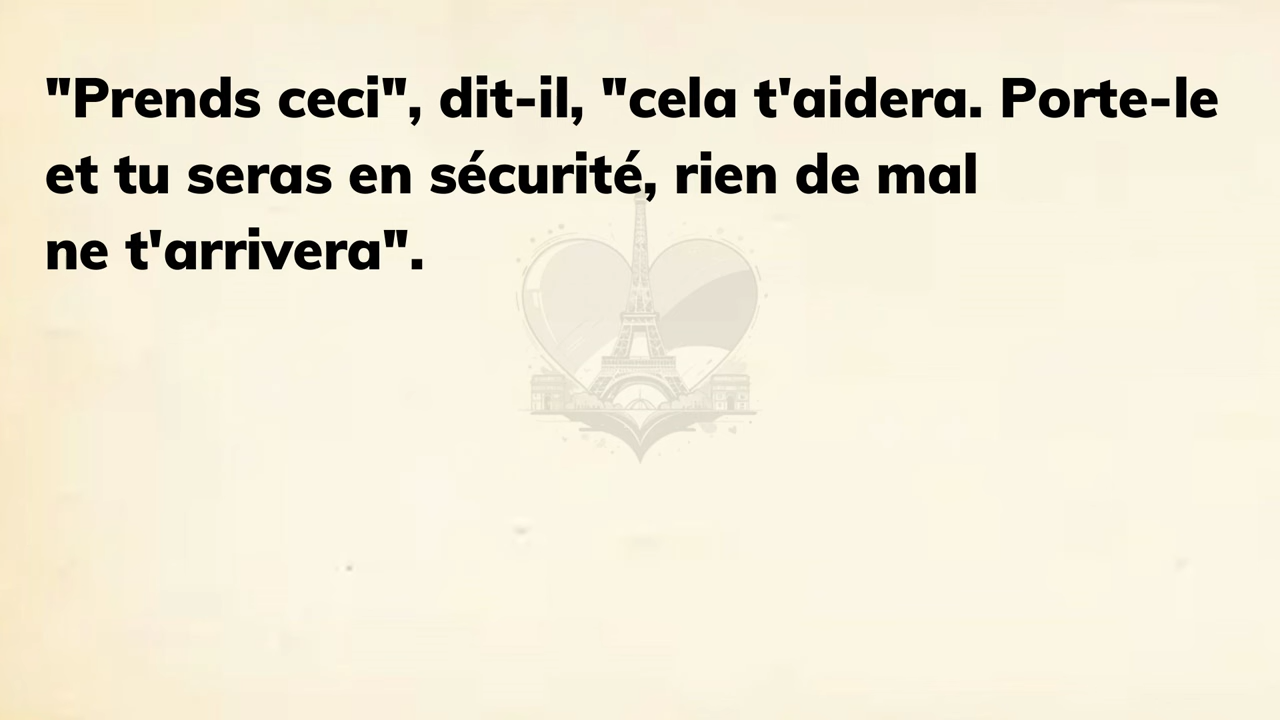 "Prends ceci", dit-il, "cela t'aidera. Porte-le
et tu seras en sécurité, rien de mal
ne t'arrivera".